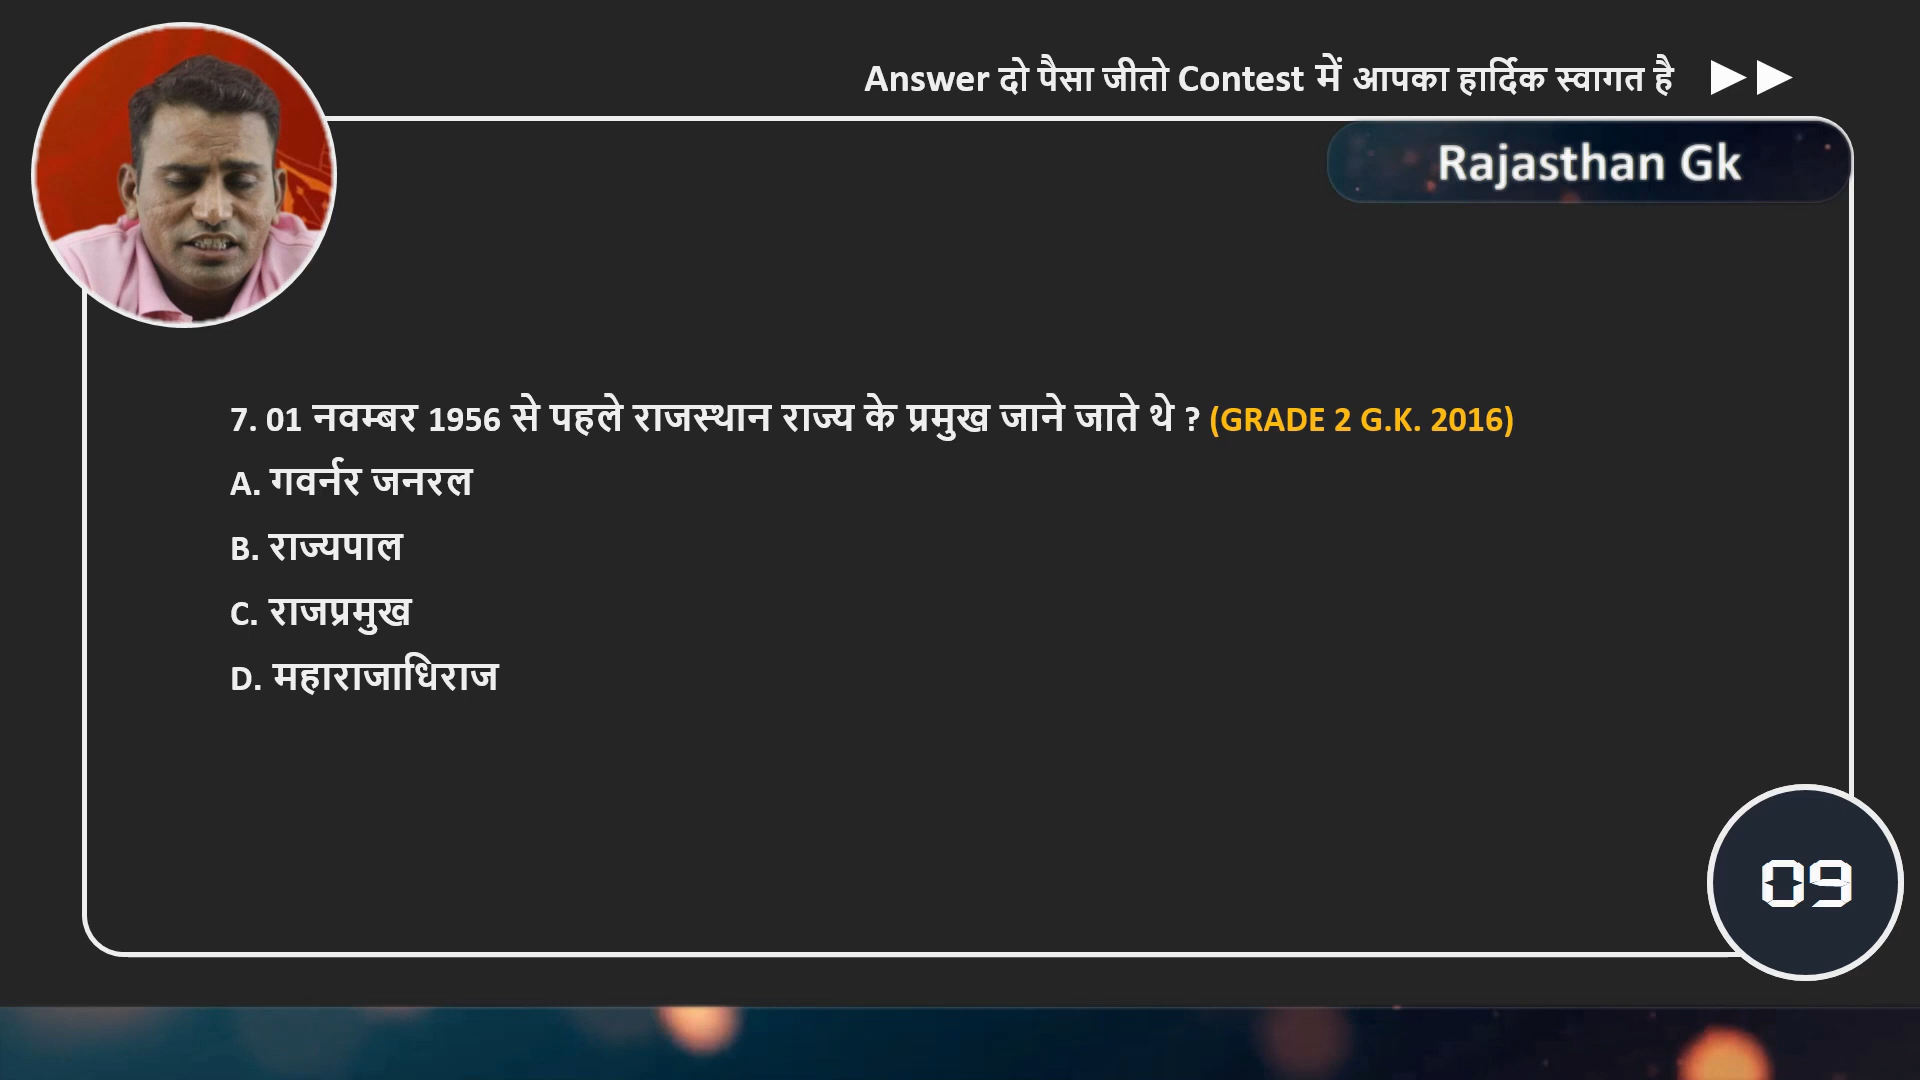 Answer दो पैसा जीतो Contest में आपका हार्दिक स्वागत है
Rajasthan Gk
7. 01 नवम्बर 1956 से पहले राजस्थान राज्य के प्रमुख जाने जाते थे ? (GRADE 2 G.K. 2016)
A. गवर्नर जनरल
B. राज्यपाल
C. राजप्रमुख
D. महाराजाधिराज
09